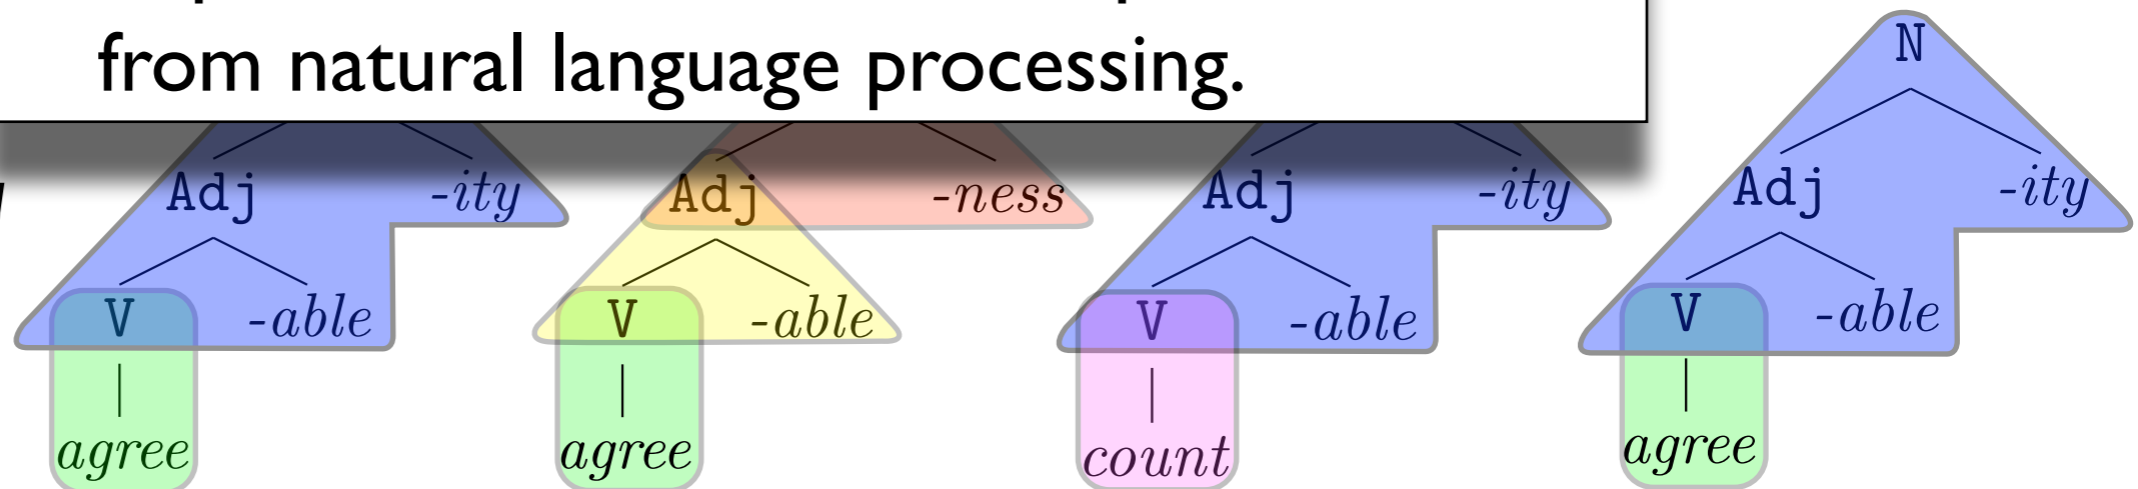 from natural language processing.
N
Adj -ity Adj -ness Adj -ity Adj -ity
V -able V -able V -able V -able
agree agree count agree